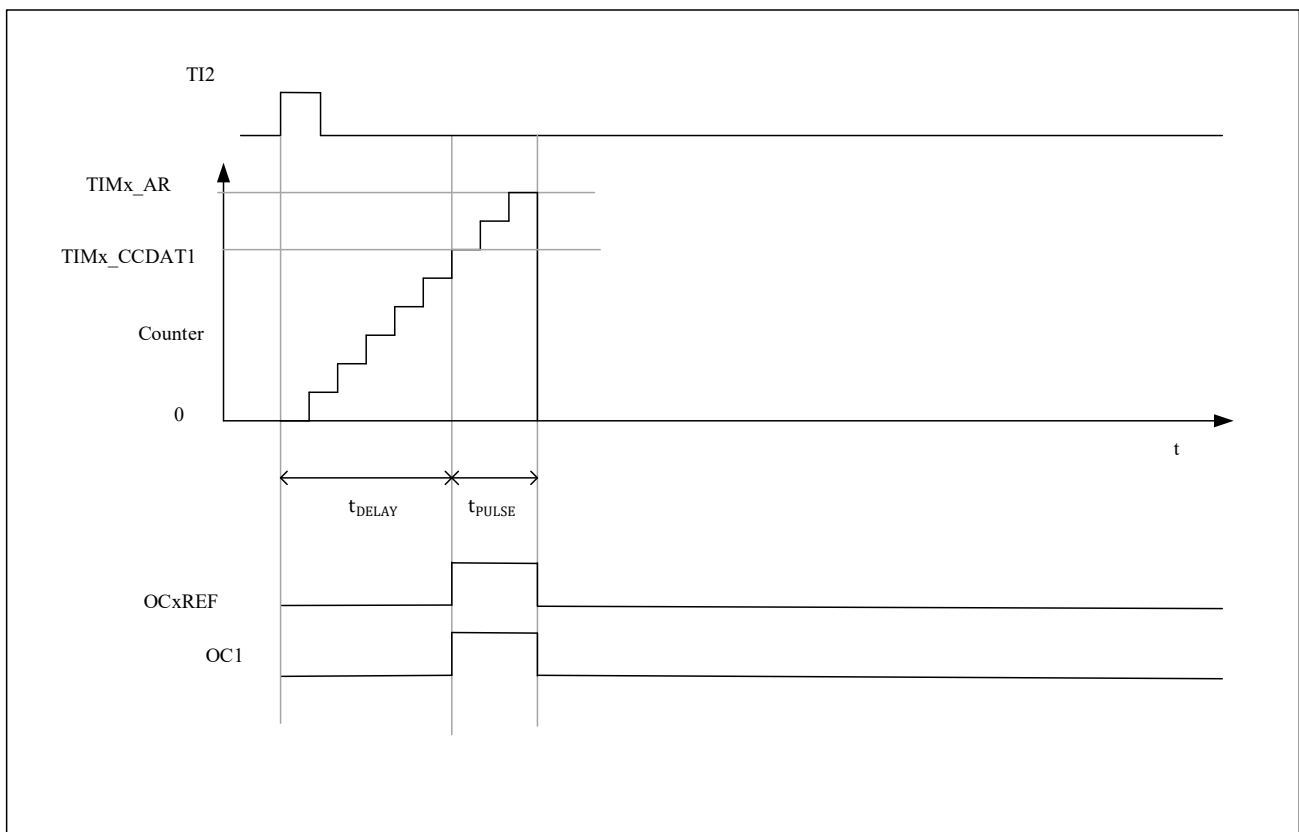 TI2
TIMx_AR
TIMx_CCDAT1
Counter
0
t
tDELAY
tPULSE
OCxREF
OC1